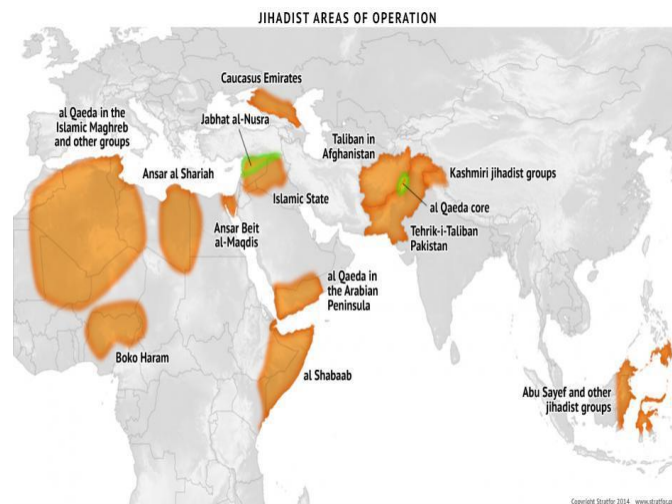 JIHADIST AREAS OF OPERATION
Caucasus Emirates
al Qaeda in the
Islamic Maghreb
and other groups
Jabhat al-Nusra
Taliban in
Afghanistan
Ansar al Shariah
Kashmiri jihadist groups
Islamic State
al Qaeda core
Ansar Beit
al-Maqdis
Tehrik-i-Taliban
Pakistan
al Qaeda in
the Arabian
Peninsula
Boko Haram
al Shabaab
Abu Sayef and other
jihadist groups
Copyright Stratfor 2014 www.stratfor